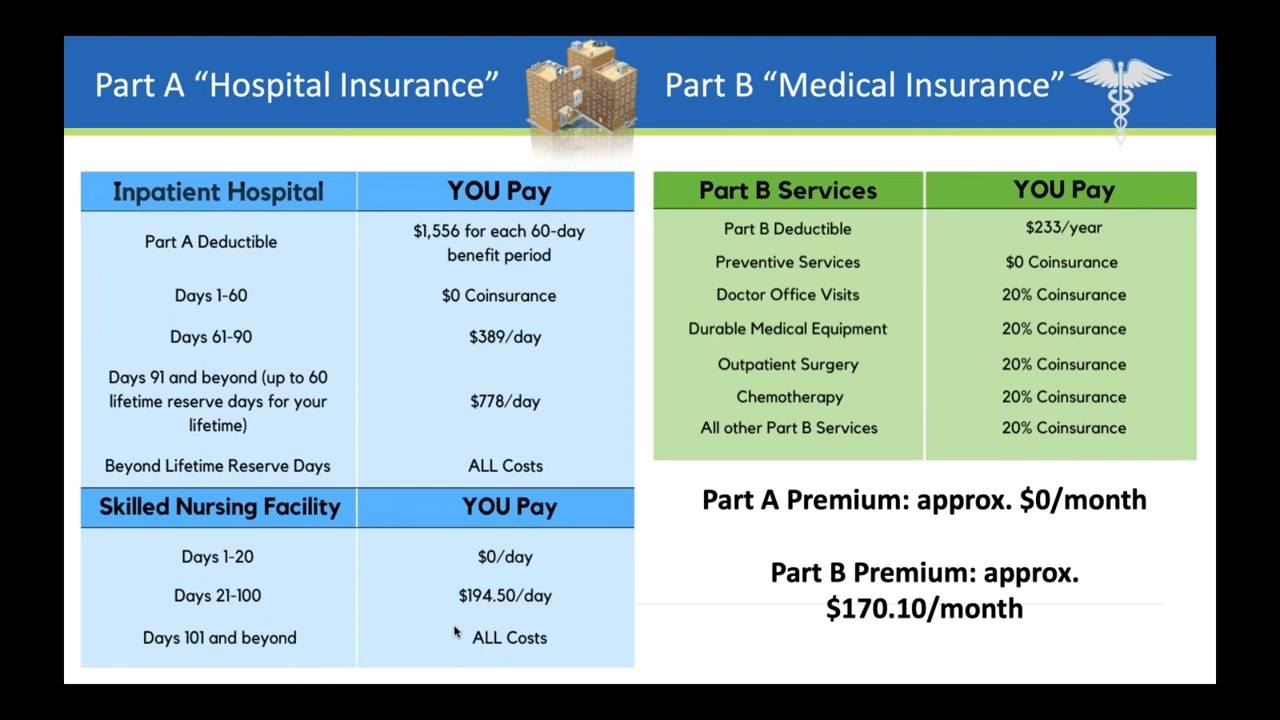 Part A “Hospital Insurance”
Part B “Medical Insurance”
Inpatient Hospital YOU Pay
Part A Deductible $1,556 for each 60-day
benefit period
Days 1-60 $0 Coinsurance
Days 61-90 $389/day
Days 91 and beyond (up to 60
lifetime reserve days for your
lifetime)
$778/day
Beyond Lifetime Reserve Days ALL Costs
Skilled Nursing Facility YOU Pay
Days 1-20 $0/day
Days 21-100 $194.50/day
Days 101 and beyond ALL Costs
Part B Services YOU Pay
Part B Deductible $233/year
Preventive Services $0 Coinsurance
Doctor Office Visits 20% Coinsurance
Durable Medical Equipment 20% Coinsurance
Outpatient Surgery 20% Coinsurance
Chemotherapy 20% Coinsurance
All other Part B Services 20% Coinsurance
Part A Premium: approx. $0/month
Part B Premium: approx.
$170.10/month